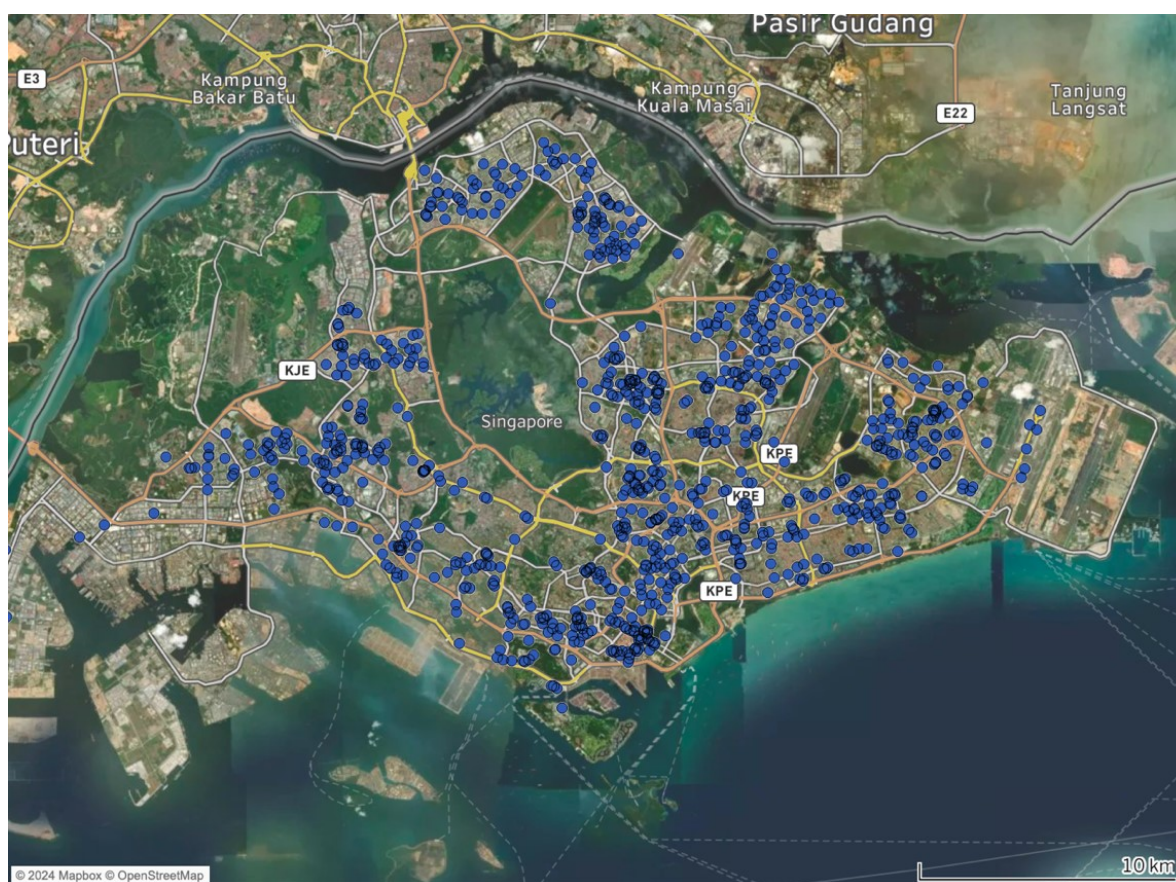 Pasir Gudang
E3
Kampung
Bakar Batu
Kampung
Kuala Masai
Tanjung
Langsat
E22
Puteri
KJE
Singapore
KPE
KPE
KPE
© 2024 Mapbox © OpenStreetMap
10 km